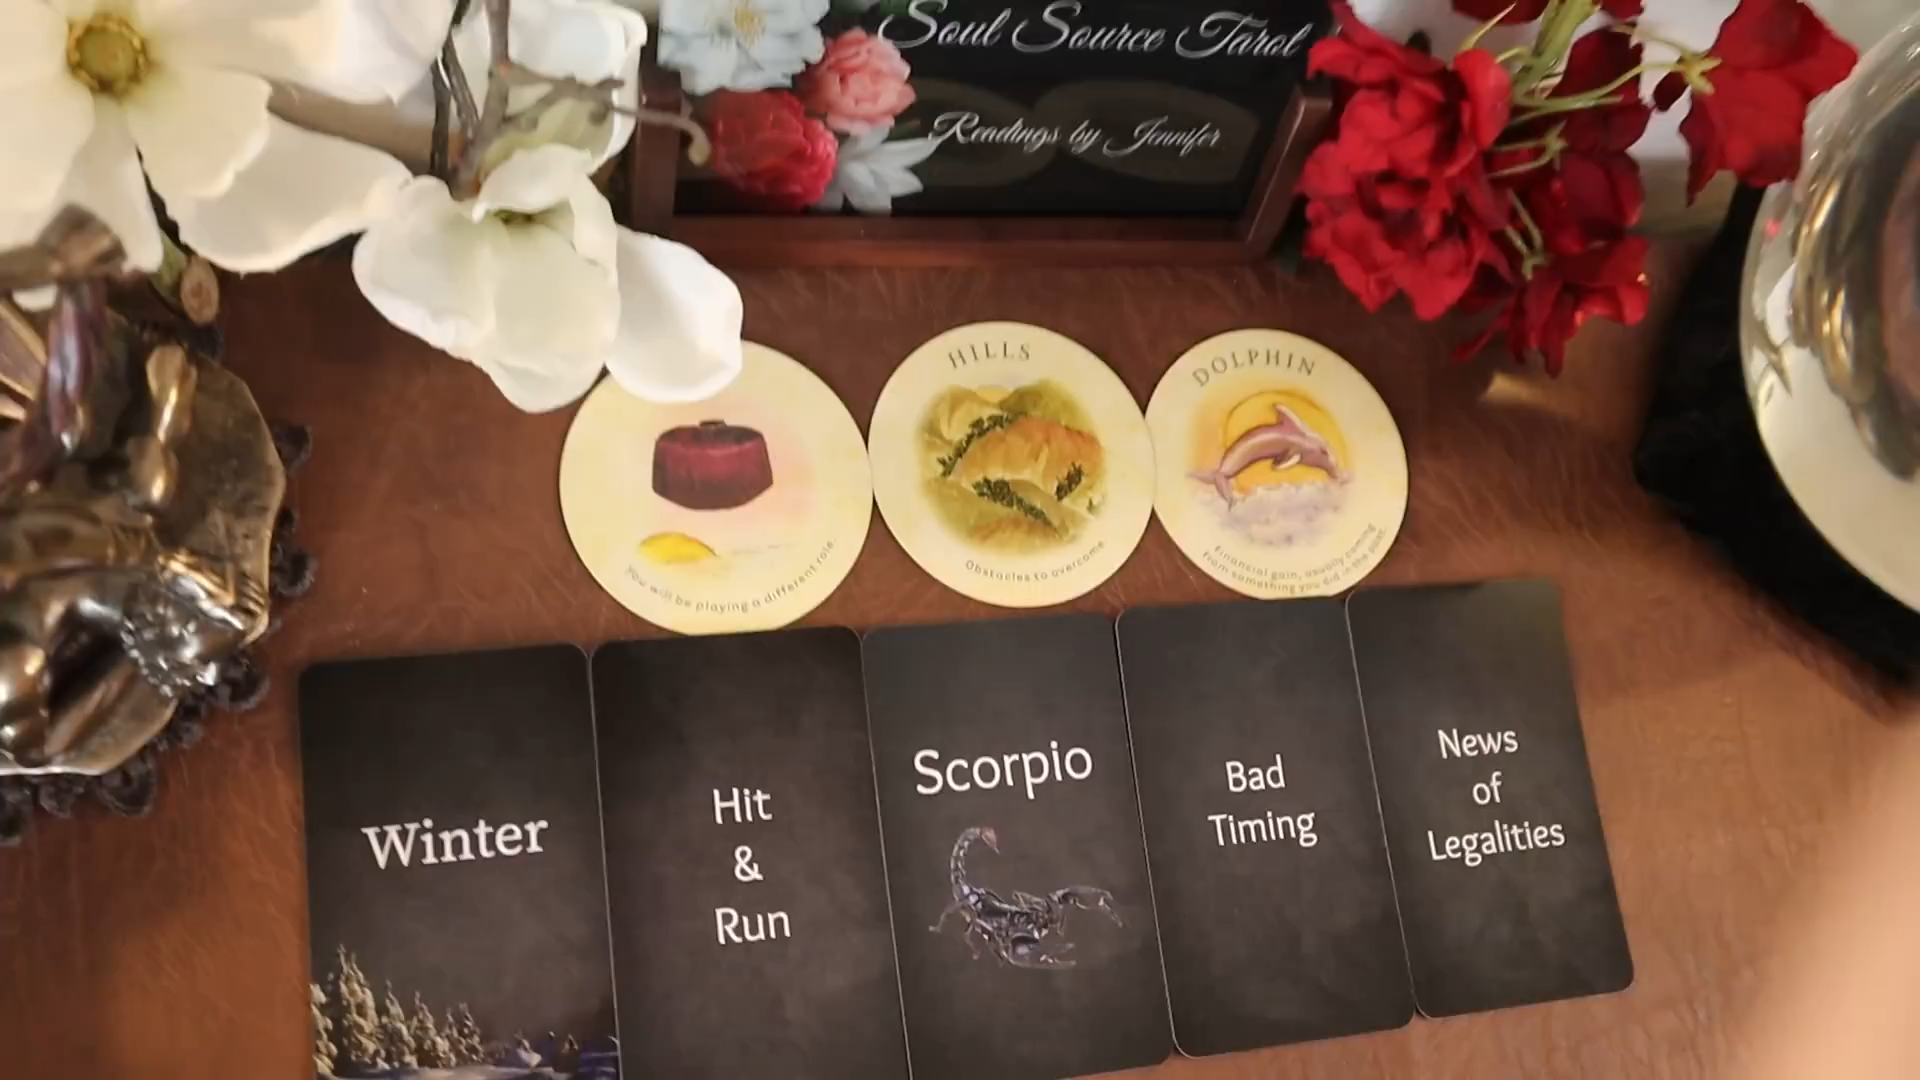 Soul Source Tarot
Readings by Jennifer
You will be playing a different role.
HILLS
Obstacles to overcome
DOLPHIN
Financial gain, usually coming
from something you did in the past.
Winter
Hit
&
Run
Scorpio
Bad
Timing
News
of
Legalities